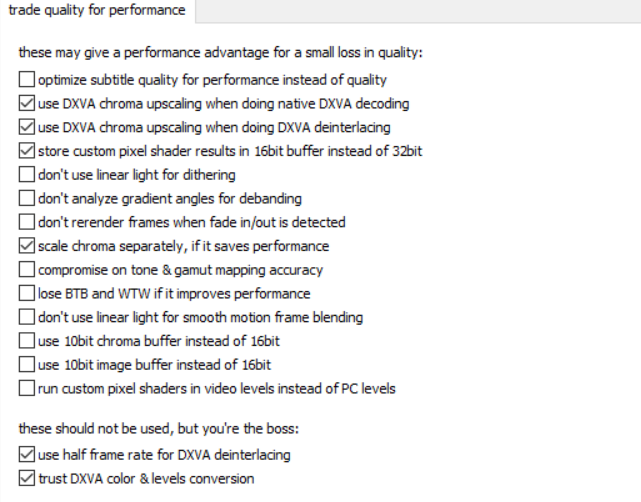 trade quality for performance
these may give a performance advantage for a small loss in quality:
optimize subtitle quality for performance instead of quality
use DXVA chroma upscaling when doing native DXVA decoding
use DXVA chroma upscaling when doing DXVA deinterlacing
store custom pixel shader results in 16bit buffer instead of 32bit
don't use linear light for dithering
don't analyze gradient angles for debanding
don't rerender frames when fade in/out is detected
scale chroma separately, if it saves performance
compromise on tone & gamut mapping accuracy
lose BTB and WTW if it improves performance
don't use linear light for smooth motion frame blending
use 10bit chroma buffer instead of 16bit
use 10bit image buffer instead of 16bit
run custom pixel shaders in video levels instead of PC levels
these should not be used, but you're the boss:
use half frame rate for DXVA deinterlacing
trust DXVA color & levels conversion